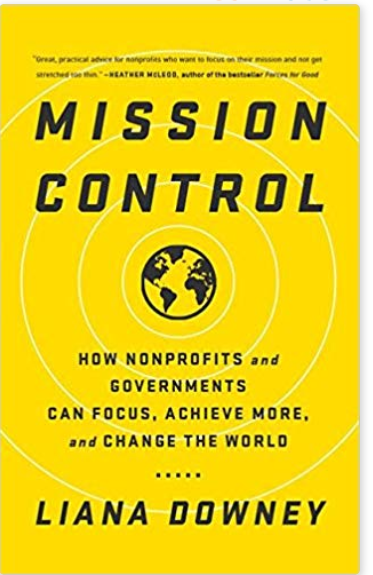 "Great, practical advice for nonprofits who want to focus on their mission and not get
stretched too thin." —HEATHER MCLEOD, author of the bestseller Forces for Good
MISSION
CONTROL
HOW NONPROFITS and
GOVERNMENTS
CAN FOCUS, ACHIEVE MORE,
and CHANGE THE WORLD
LIANA DOWNEY